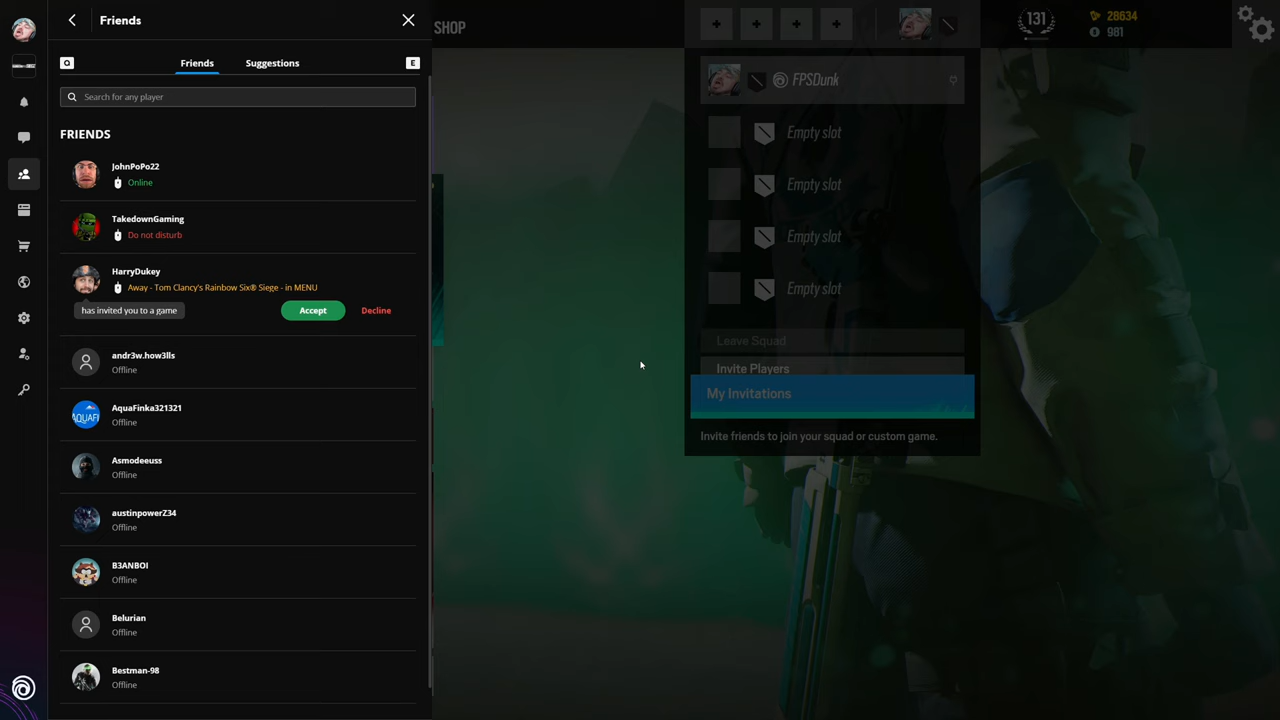 Friends
SHOP
131
28634
981
Q
Friends
Suggestions
E
Search for any player
FPSDunk
FRIENDS
Empty slot
JohnPoPo22
Online
Empty slot
TakedownGaming
Do not disturb
Empty slot
HarryDukey
Away - Tom Clancy's Rainbow Six® Siege - in MENU
Empty slot
has invited you to a game
Accept
Decline
Leave Squad
andr3w.how3lls
Offline
Invite Players
My Invitations
AquaFinka321321
Offline
Invite friends to join your squad or custom game.
Asmodeeuss
Offline
austinpowerZ34
Offline
B3ANBOI
Offline
Belurian
Offline
Bestman-98
Offline